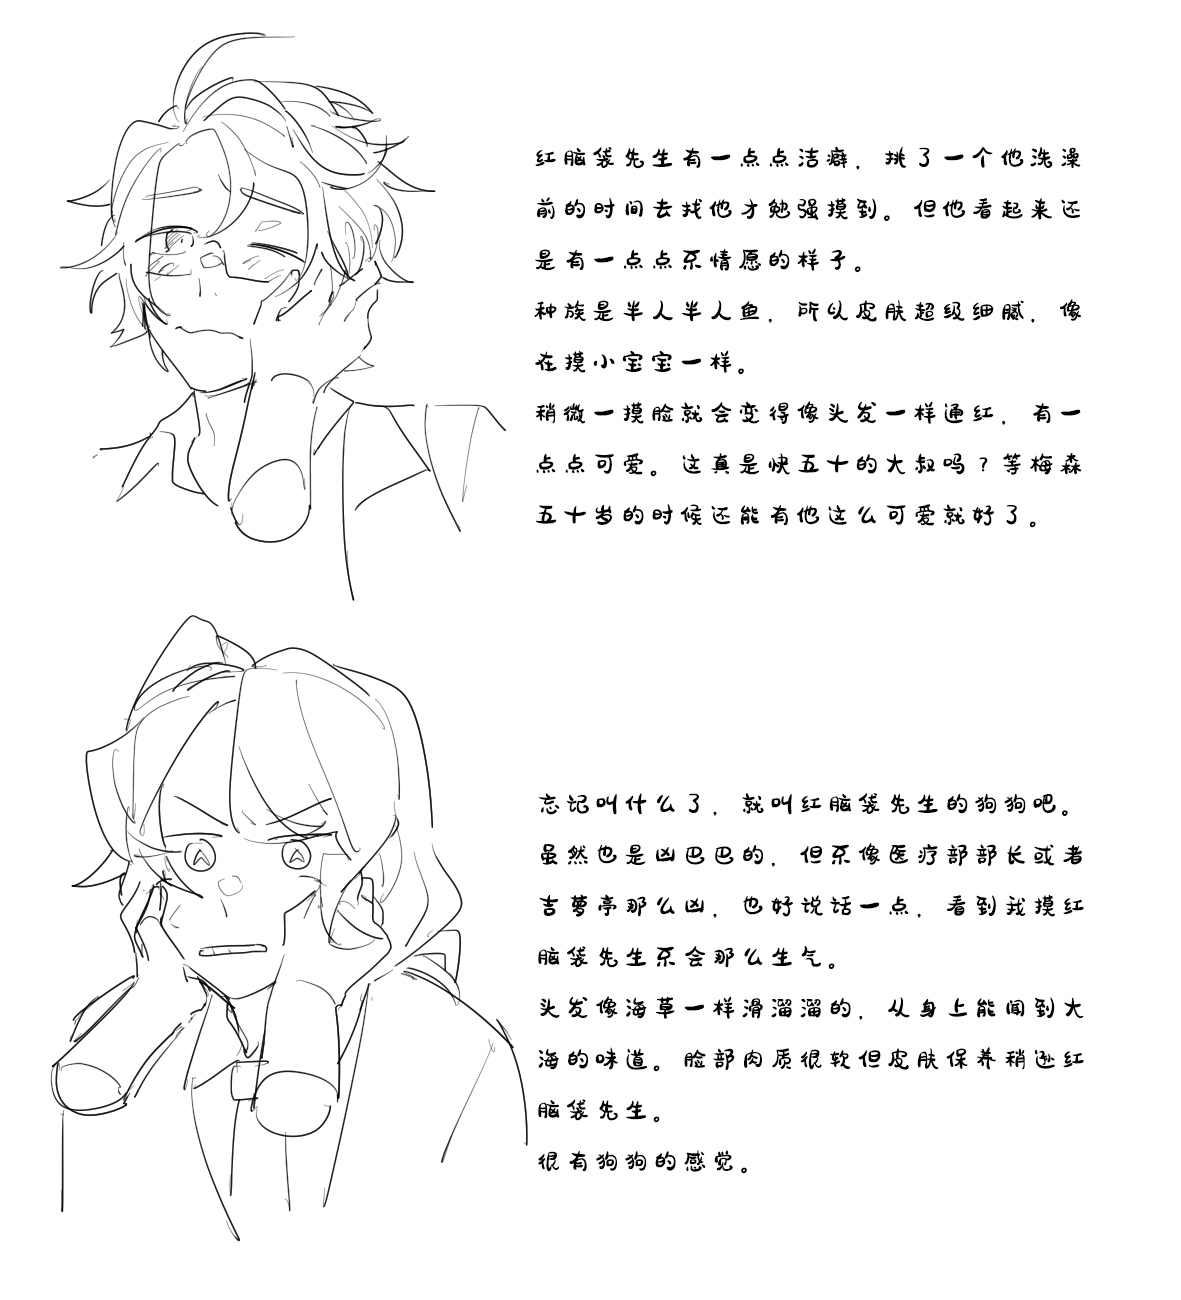 红脑袋先生有一点点洁癖，挑了一个他洗澡
前的时间去找他才勉强摸到。但他看起来还
是有一点点不情愿的样子。
种族是半人半人鱼，所以皮肤超级细腻，像
在摸小宝宝一样。
稍微一摸脸就会变得像头发一样通红，有一
点点可爱。这真是快五十的大叔吗？等梅森
五十岁的时候还能有他这么可爱就好了。
忘记叫什么了，就叫红脑袋先生的狗狗吧。
虽然也是凶巴巴的，但不像医疗部部长或者
吉萝亭那么凶，也好说话一点，看到我摸红
脑袋先生不会那么生气。
头发像海草一样滑溜溜的，从身上能闻到大
海的味道。脸部肉质很软但皮肤保养稍逊红
脑袋先生。
很有狗狗的感觉。